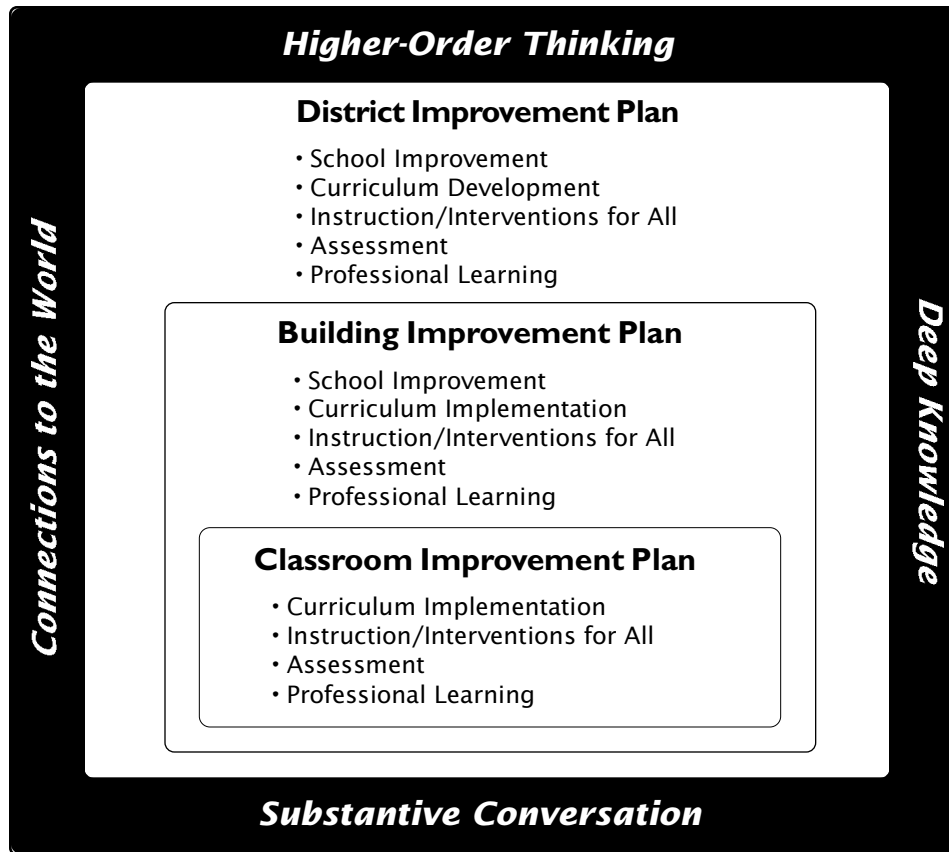 Higher-Order Thinking
District Improvement Plan
• School Improvement
• Curriculum Development
• Instruction/Interventions for All
• Assessment
• Professional Learning
Connections to the World
Deep Knowledge
Building Improvement Plan
• School Improvement
• Curriculum Implementation
• Instruction/Interventions for All
• Assessment
• Professional Learning
Classroom Improvement Plan
• Curriculum Implementation
• Instruction/Interventions for All
• Assessment
• Professional Learning
Substantive Conversation